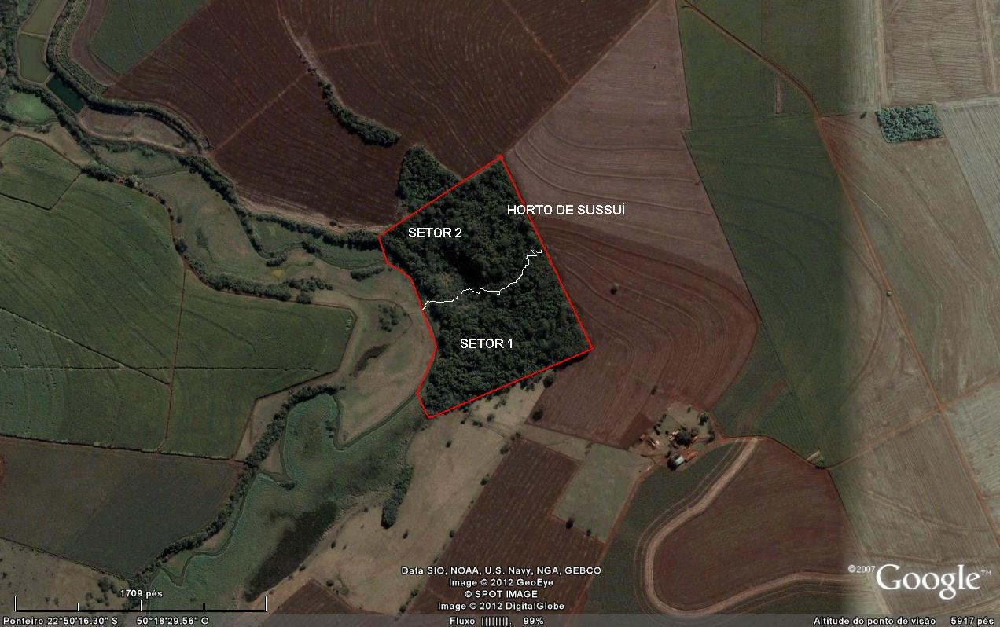 HORTO DE SUSSUÍ
SETOR 2
SETOR 1
Data SIO, NOAA, U.S. Navy, NGA, GEBCO
Image © 2012 GeoEye
© SPOT IMAGE
Image © 2012 DigitalGlobe
©2007 Google™
1709 pés
Ponteiro 22°50'16.30" S 50°18'29.56" O
Fluxo ||||||||. 99%
Altitude do ponto de visão 5917 pés